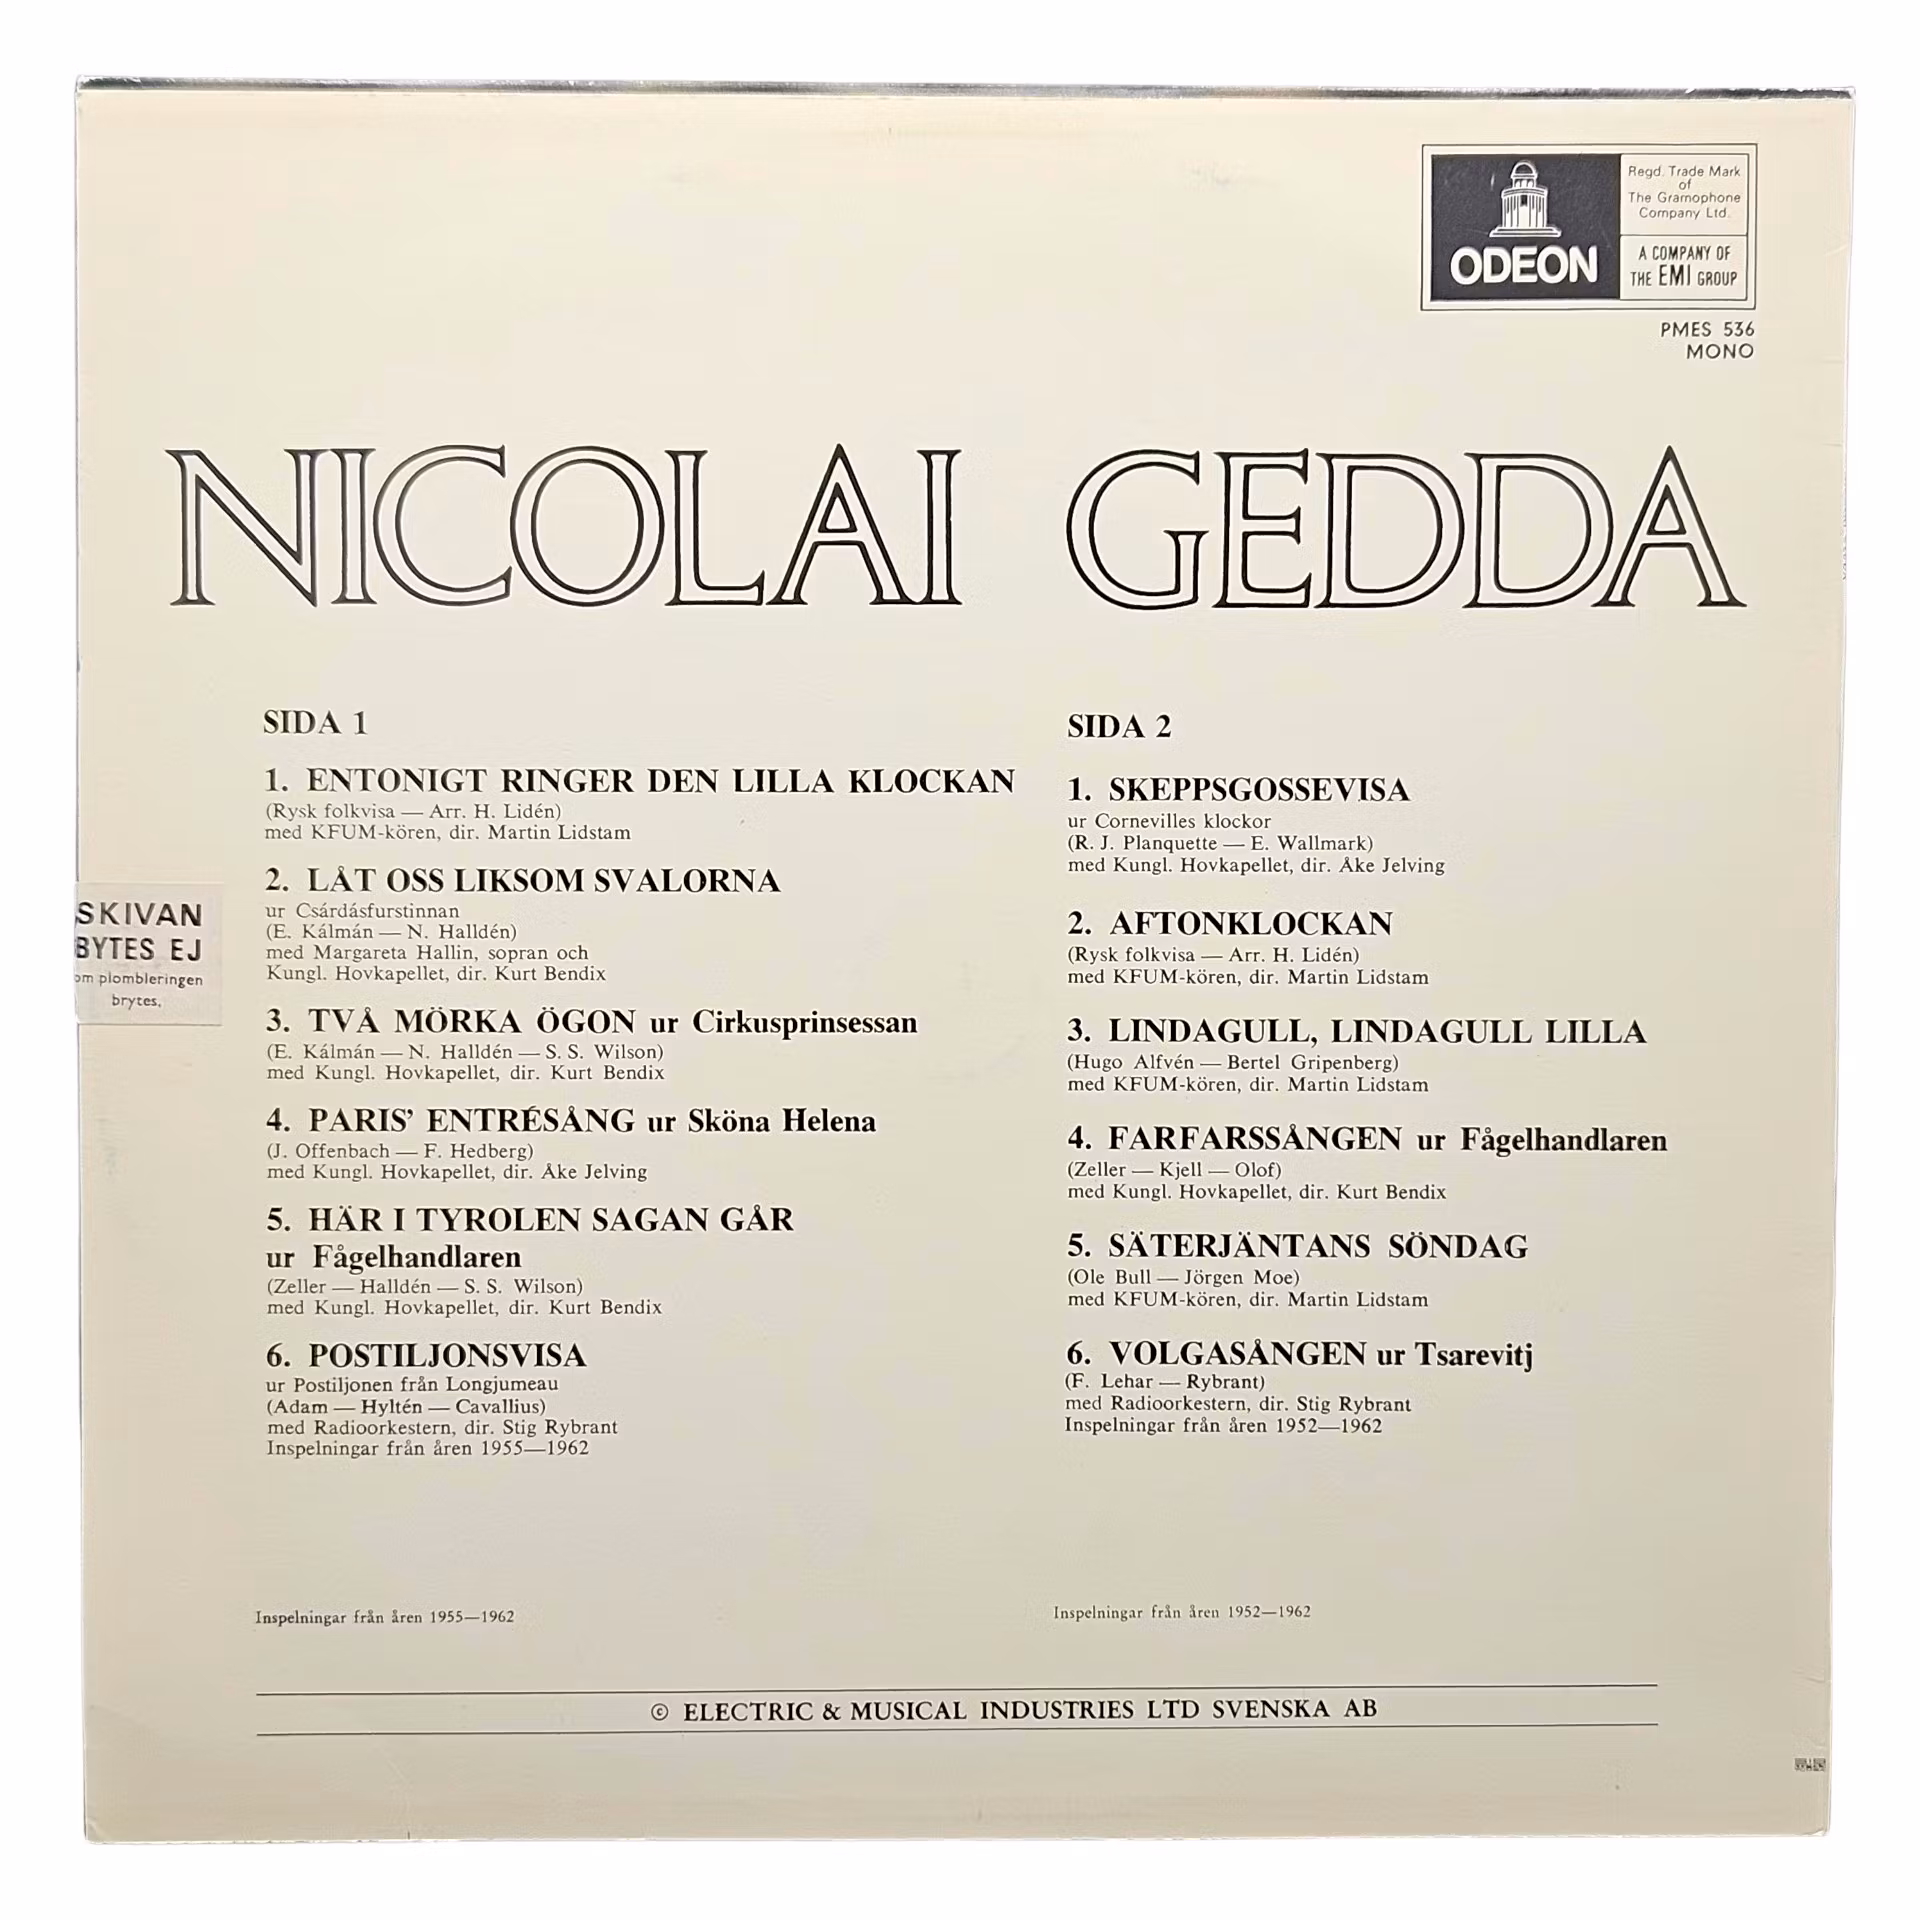 ODEON
Regd. Trade Mark
of
The Gramophone
Company Ltd.
A COMPANY OF
THE EMI GROUP
PMES 536
MONO
NICOLAI GEDDA
SIDA 1
1. ENTONIGT RINGER DEN LILLA KLOCKAN
(Rysk folkvisa — Arr. H. Lidén)
med KFUM-kören, dir. Martin Lidstam
2. LÅT OSS LIKSOM SVALORNA
ur Csárdásfurstinnan
(E. Kálmán — N. Halldén)
med Margareta Hallin, sopran och
Kungl. Hovkapellet, dir. Kurt Bendix
3. TVÅ MÖRKA ÖGON ur Cirkusprinsessan
(E. Kálmán — N. Halldén — S. S. Wilson)
med Kungl. Hovkapellet, dir. Kurt Bendix
4. PARIS' ENTRÉSÅNG ur Sköna Helena
(J. Offenbach — F. Hedberg)
med Kungl. Hovkapellet, dir. Åke Jelving
5. HÄR I TYROLEN SAGAN GÅR
ur Fågelhandlaren
(Zeller — Halldén — S. S. Wilson)
med Kungl. Hovkapellet, dir. Kurt Bendix
6. POSTILJONSVISA
ur Postiljonen från Longjumeau
(Adam — Hyltén — Cavallius)
med Radioorkestern, dir. Stig Rybrant
Inspelningar från åren 1955—1962
Inspelningar från åren 1955—1962
SKIVAN
BYTES EJ
om plombleringen
brytes.
SIDA 2
1. SKEPPSGOSSEVISA
ur Cornevilles klockor
(R. J. Planquette — E. Wallmark)
med Kungl. Hovkapellet, dir. Åke Jelving
2. AFTONKLOCKAN
(Rysk folkvisa — Arr. H. Lidén)
med KFUM-kören, dir. Martin Lidstam
3. LINDAGULL, LINDAGULL LILLA
(Hugo Alfvén — Bertel Gripenberg)
med KFUM-kören, dir. Martin Lidstam
4. FARFARSSÅNGEN ur Fågelhandlaren
(Zeller — Kjell — Olof)
med Kungl. Hovkapellet, dir. Kurt Bendix
5. SÄTERJÄNTANS SÖNDAG
(Ole Bull — Jörgen Moe)
med KFUM-kören, dir. Martin Lidstam
6. VOLGASÅNGEN ur Tsarevitj
(F. Lehar — Rybrant)
med Radioorkestern, dir. Stig Rybrant
Inspelningar från åren 1952—1962
Inspelningar från åren 1952—1962
© ELECTRIC & MUSICAL INDUSTRIES LTD SVENSKA AB